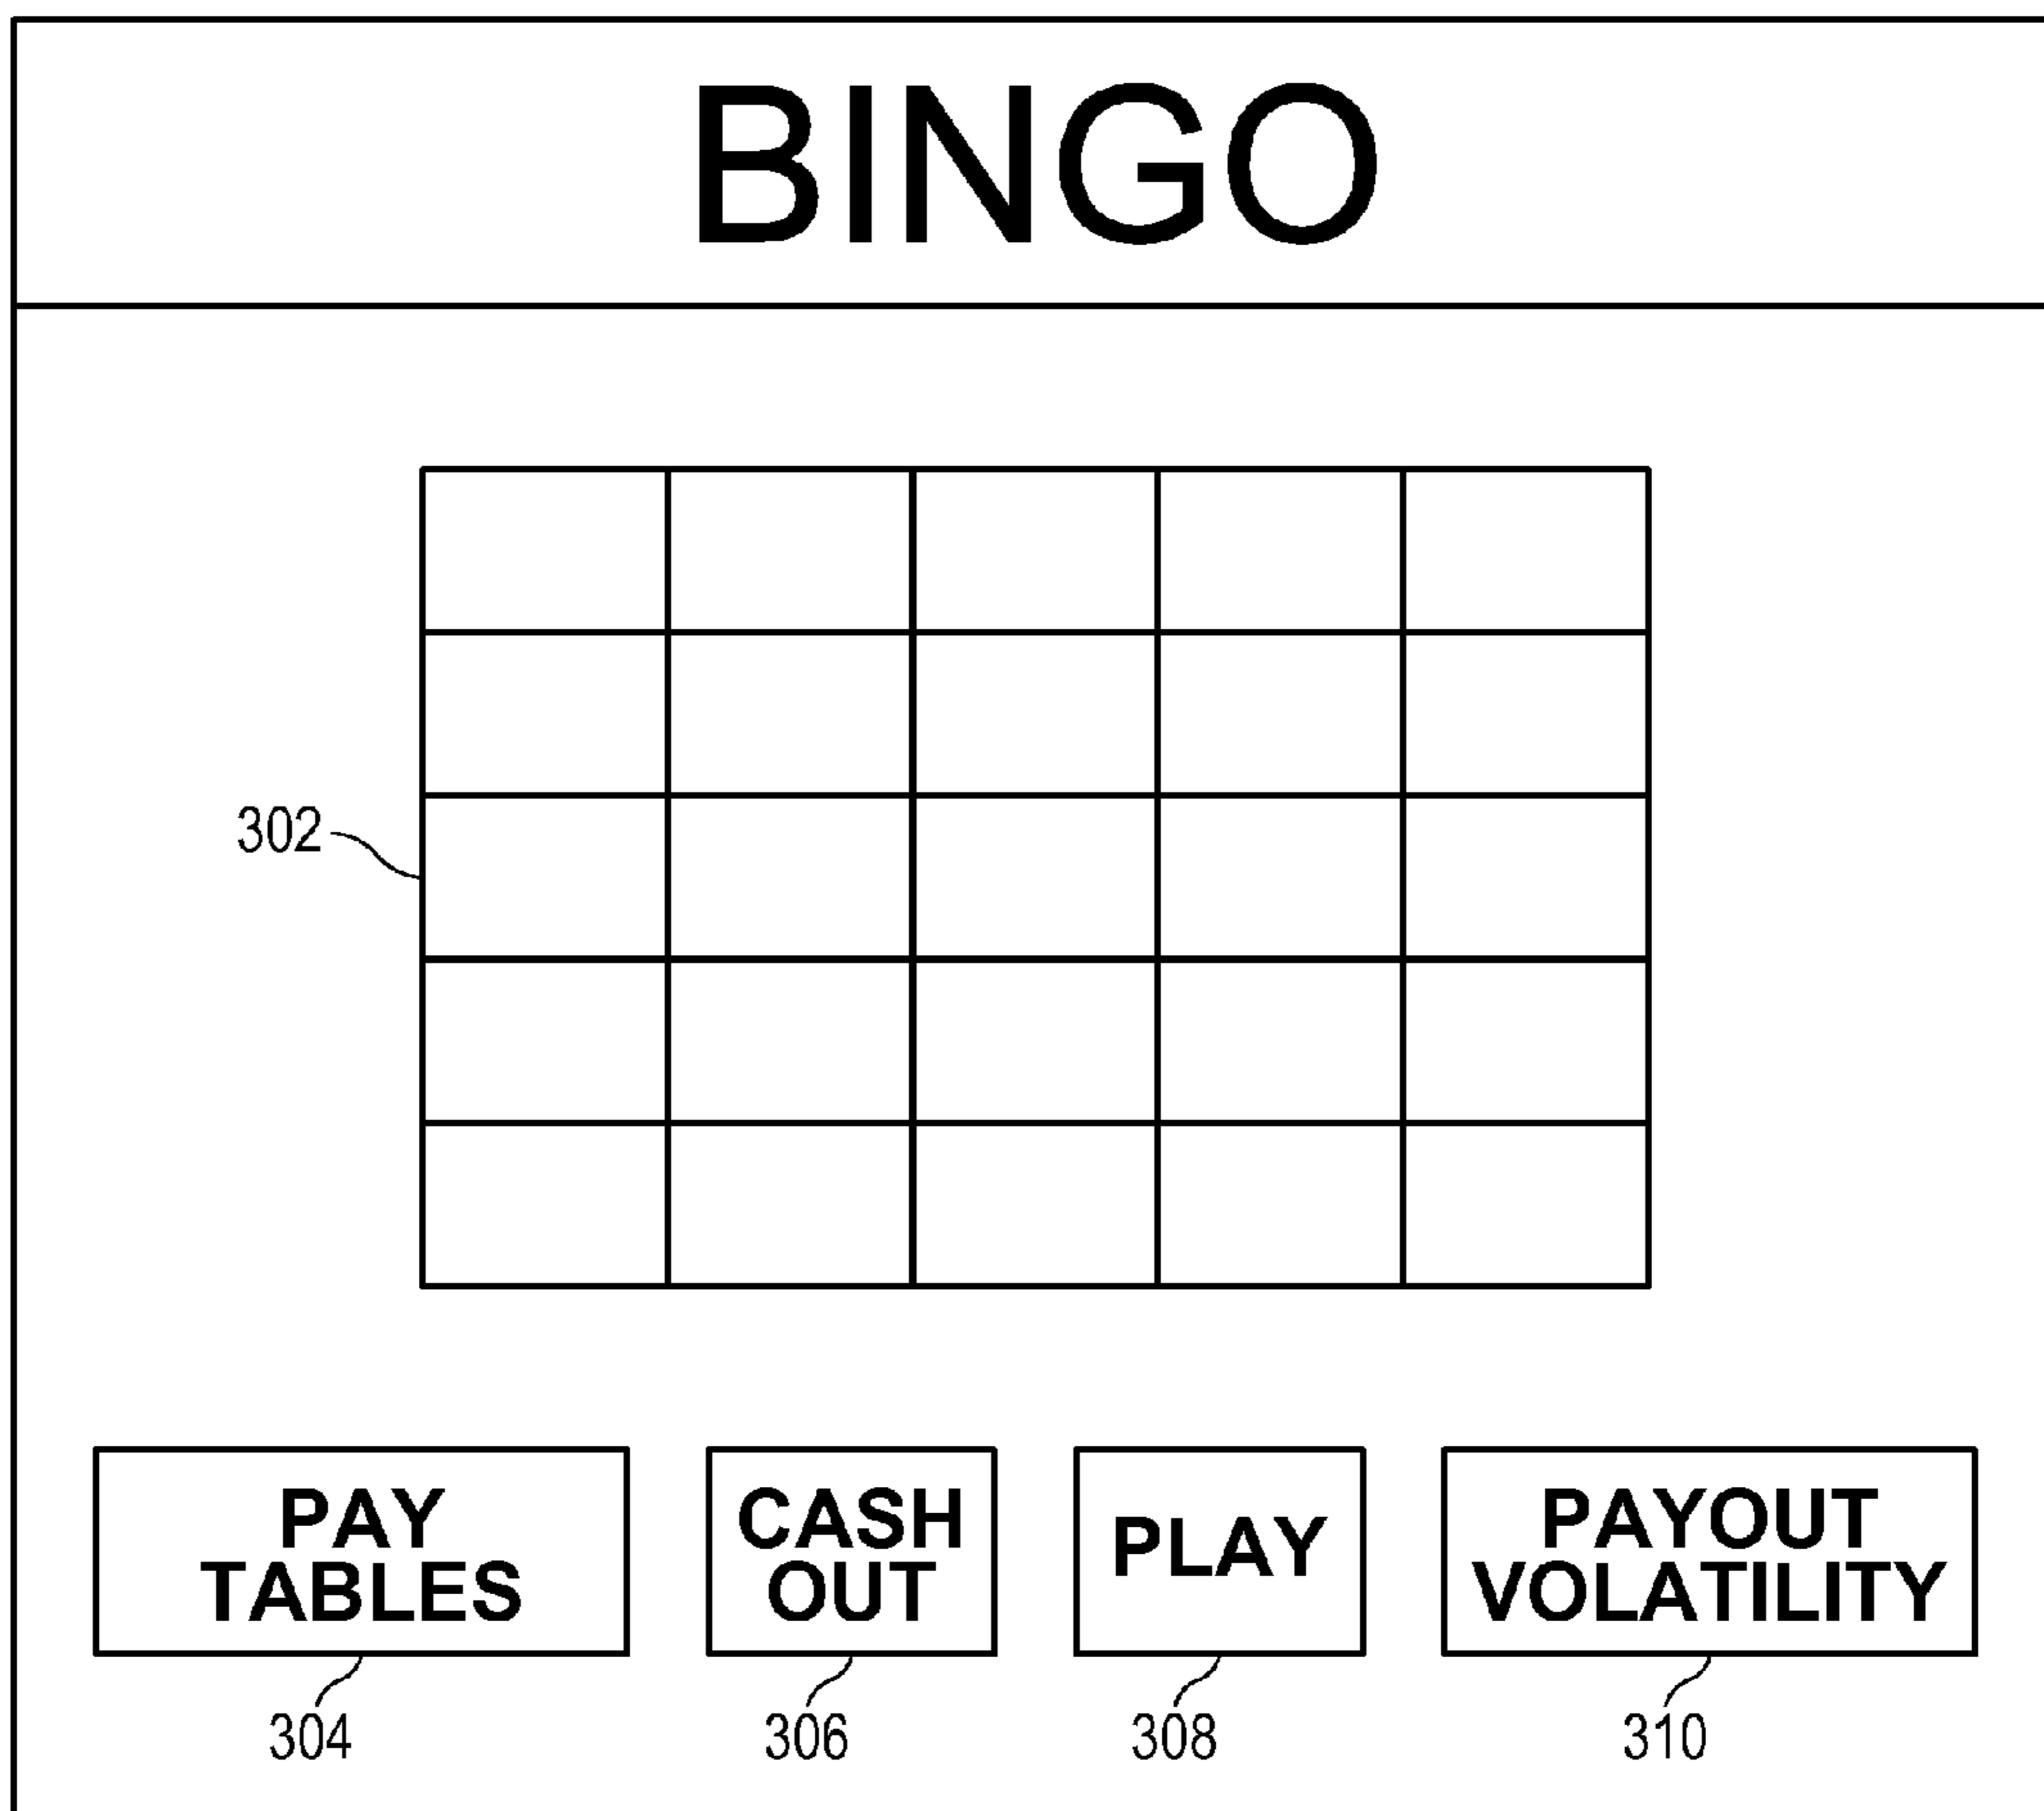 BINGO
302
PAY
TABLES
CASH
OUT
PLAY
PAYOUT
VOLATILITY
304
306
308
310